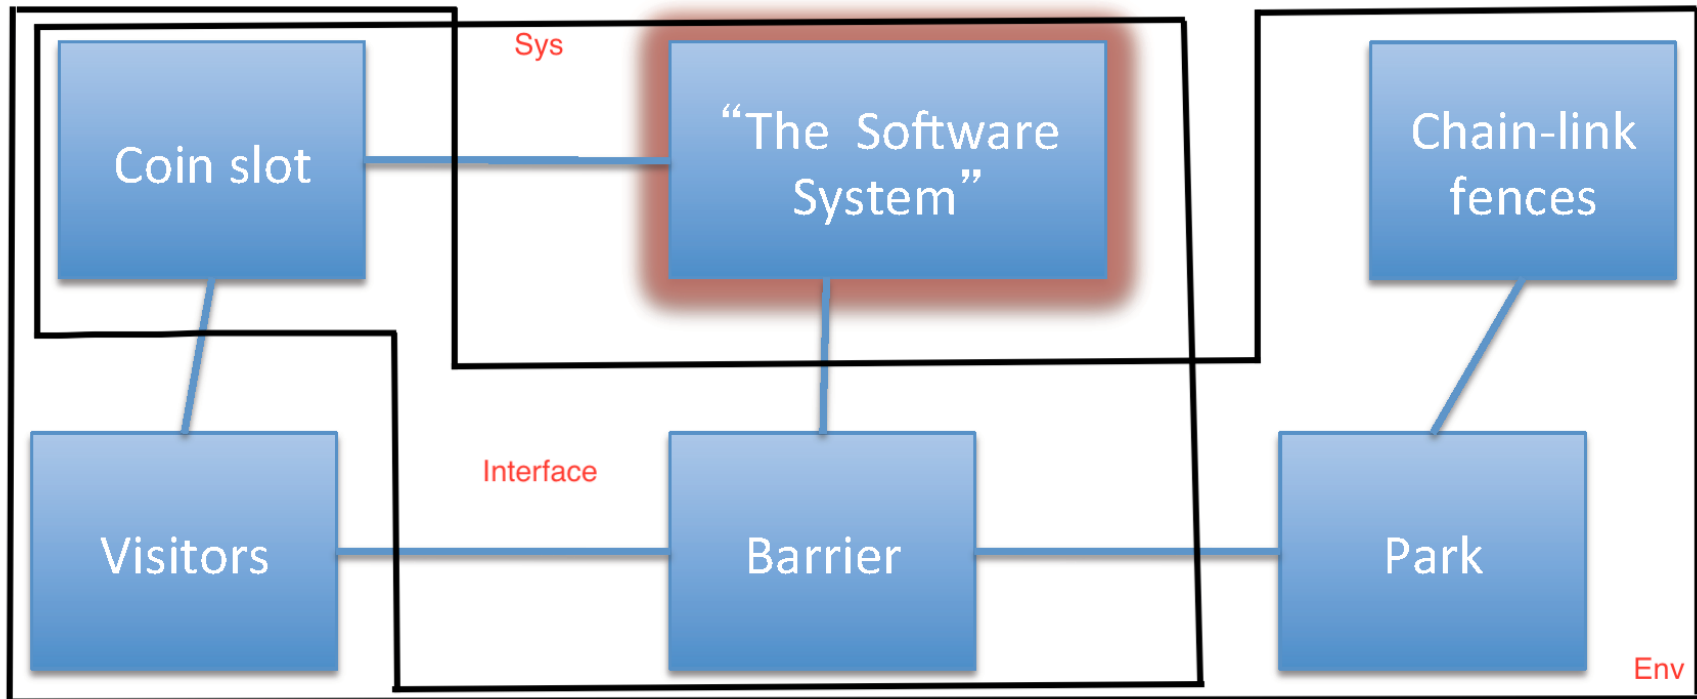 Sys
Coin slot
“The Software
System”
Chain-link
fences
Interface
Visitors
Barrier
Park
Env